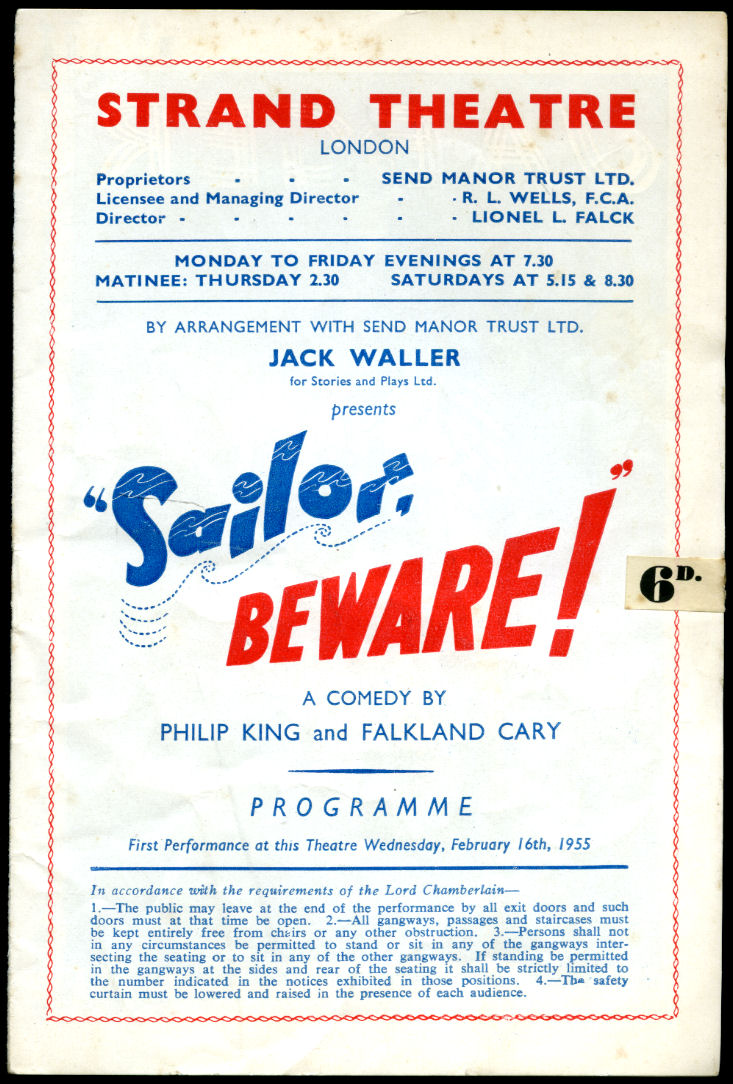 STRAND THEATRE
LONDON
Proprietors - - - SEND MANOR TRUST LTD.
Licensee and Managing Director - - R. L. WELLS, F.C.A.
Director - - - - - - LIONEL L. FALCK
MONDAY TO FRIDAY EVENINGS AT 7.30
MATINEE: THURSDAY 2.30 SATURDAYS AT 5.15 & 8.30
BY ARRANGEMENT WITH SEND MANOR TRUST LTD.
JACK WALLER
for Stories and Plays Ltd.
presents
“Sailor,
BEWARE!”
6D.
A COMEDY BY
PHILIP KING and FALKLAND CARY
PROGRAMME
First Performance at this Theatre Wednesday, February 16th, 1955
In accordance with the requirements of the Lord Chamberlain—
1.—The public may leave at the end of the performance by all exit doors and such
doors must at that time be open. 2.—All gangways, passages and staircases must
be kept entirely free from chairs or any other obstruction. 3.—Persons shall not
in any circumstances be permitted to stand or sit in any of the gangways inter-
secting the seating or to sit in any of the other gangways. If standing be permitted
in the gangways at the sides and rear of the seating it shall be strictly limited to
the number indicated in the notices exhibited in those positions. 4.—The safety
curtain must be lowered and raised in the presence of each audience.